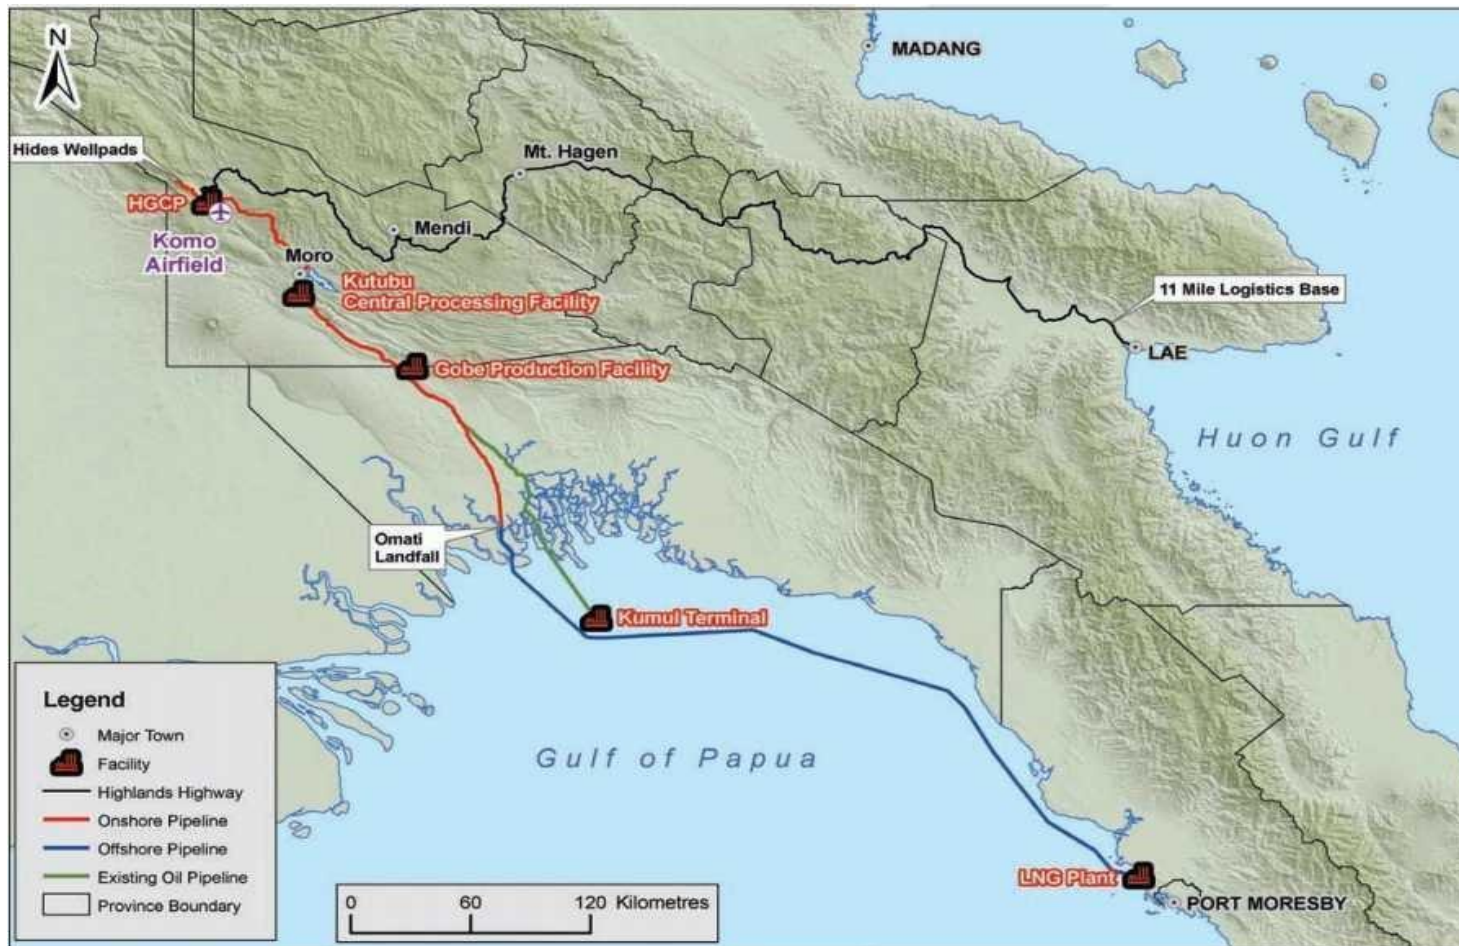 N
MADANG
Hides Wellpads
Mt. Hagen
HGCP
Mendi
Komo
Airfield
Moro
Kutubu
Central Processing Facility
11 Mile Logistics Base
LAE
Gobe Production Facility
Huon Gulf
Omati
Landfall
Kumul Terminal
Gulf of Papua
LNG Plant
PORT MORESBY
Legend
Major Town
Facility
Highlands Highway
Onshore Pipeline
Offshore Pipeline
Existing Oil Pipeline
Province Boundary
0 60 120 Kilometres